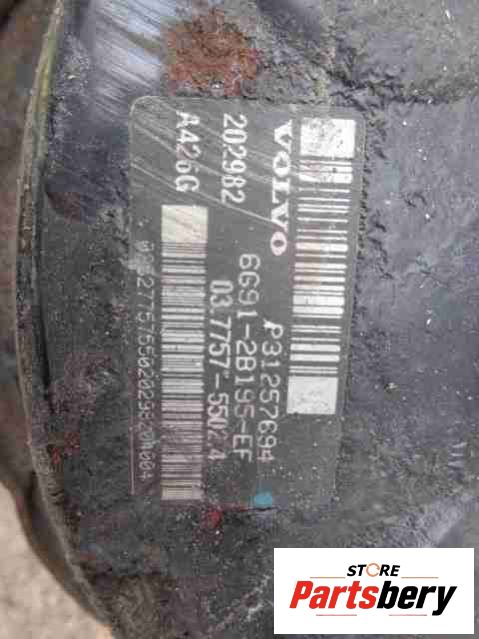 VOLVO
P31257694
202982
6G91-2B195-EF
A426G
03.7757-5502.4
STORE
Partsbery